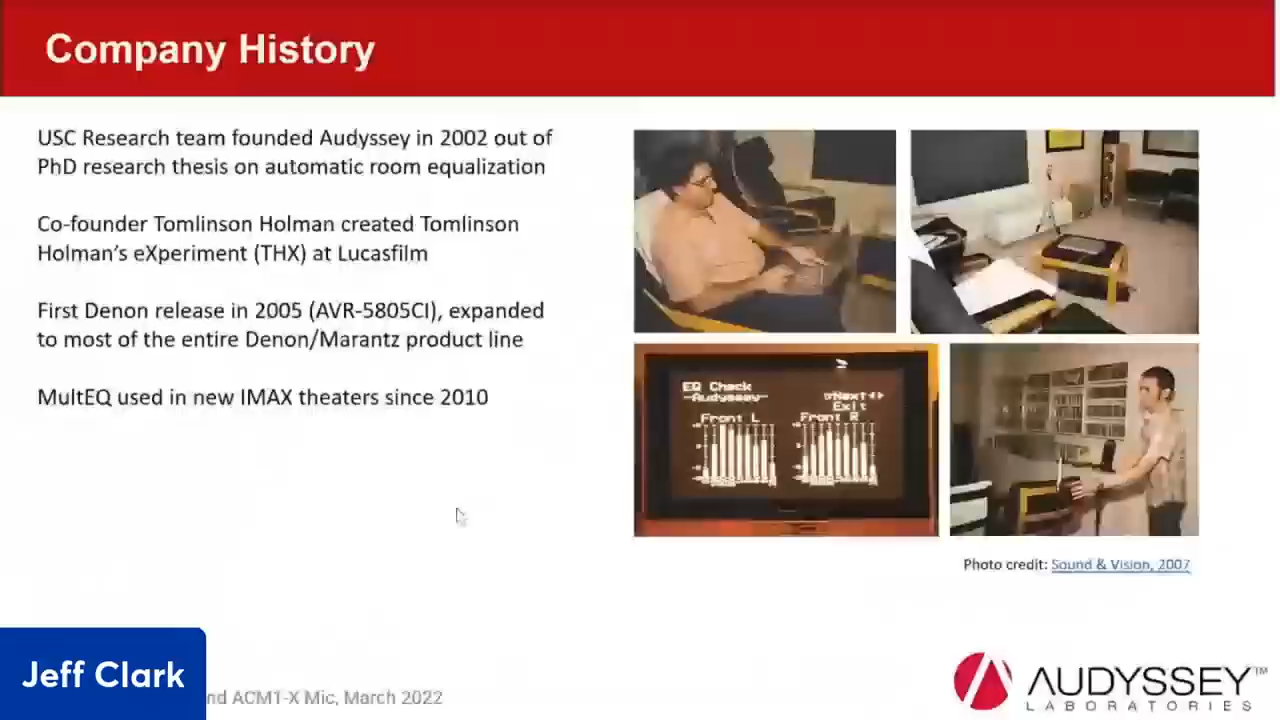 Company History
USC Research team founded Audyssey in 2002 out of
PhD research thesis on automatic room equalization
Co-founder Tomlinson Holman created Tomlinson
Holman's eXperiment (THX) at Lucasfilm
First Denon release in 2005 (AVR-5805CI), expanded
to most of the entire Denon/Marantz product line
MultEQ used in new IMAX theaters since 2010
EQ Check
-Audyssey-
Next
Exit
Front L
Front R
Photo credit: Sound & Vision, 2007
Jeff Clark
nd ACM1-X Mic, March 2022
AUDYSSEY™
LABORATORIES